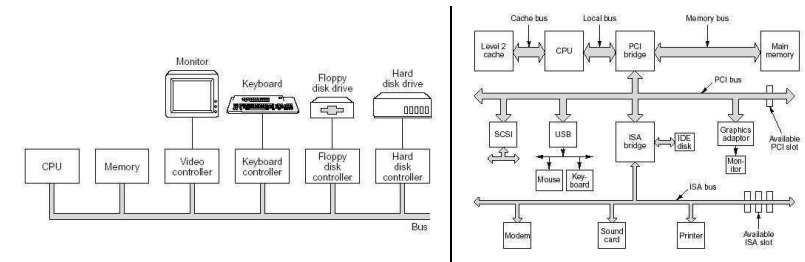 Monitor
Keyboard
Floppy
disk drive
Hard
disk drive
CPU
Memory
Video
controller
Keyboard
controller
Floppy
disk
controller
Hard
disk
controller
Bus
Cache bus
Local bus
Memory bus
Level 2
cache
CPU
PCI
bridge
Main
memory
PCI bus
SCSI
USB
ISA
bridge
IDE
disk
Graphics
adaptor
Available
PCI slot
Mon-
itor
Mouse
Key-
board
ISA bus
Modem
Sound
card
Printer
Available
ISA slot